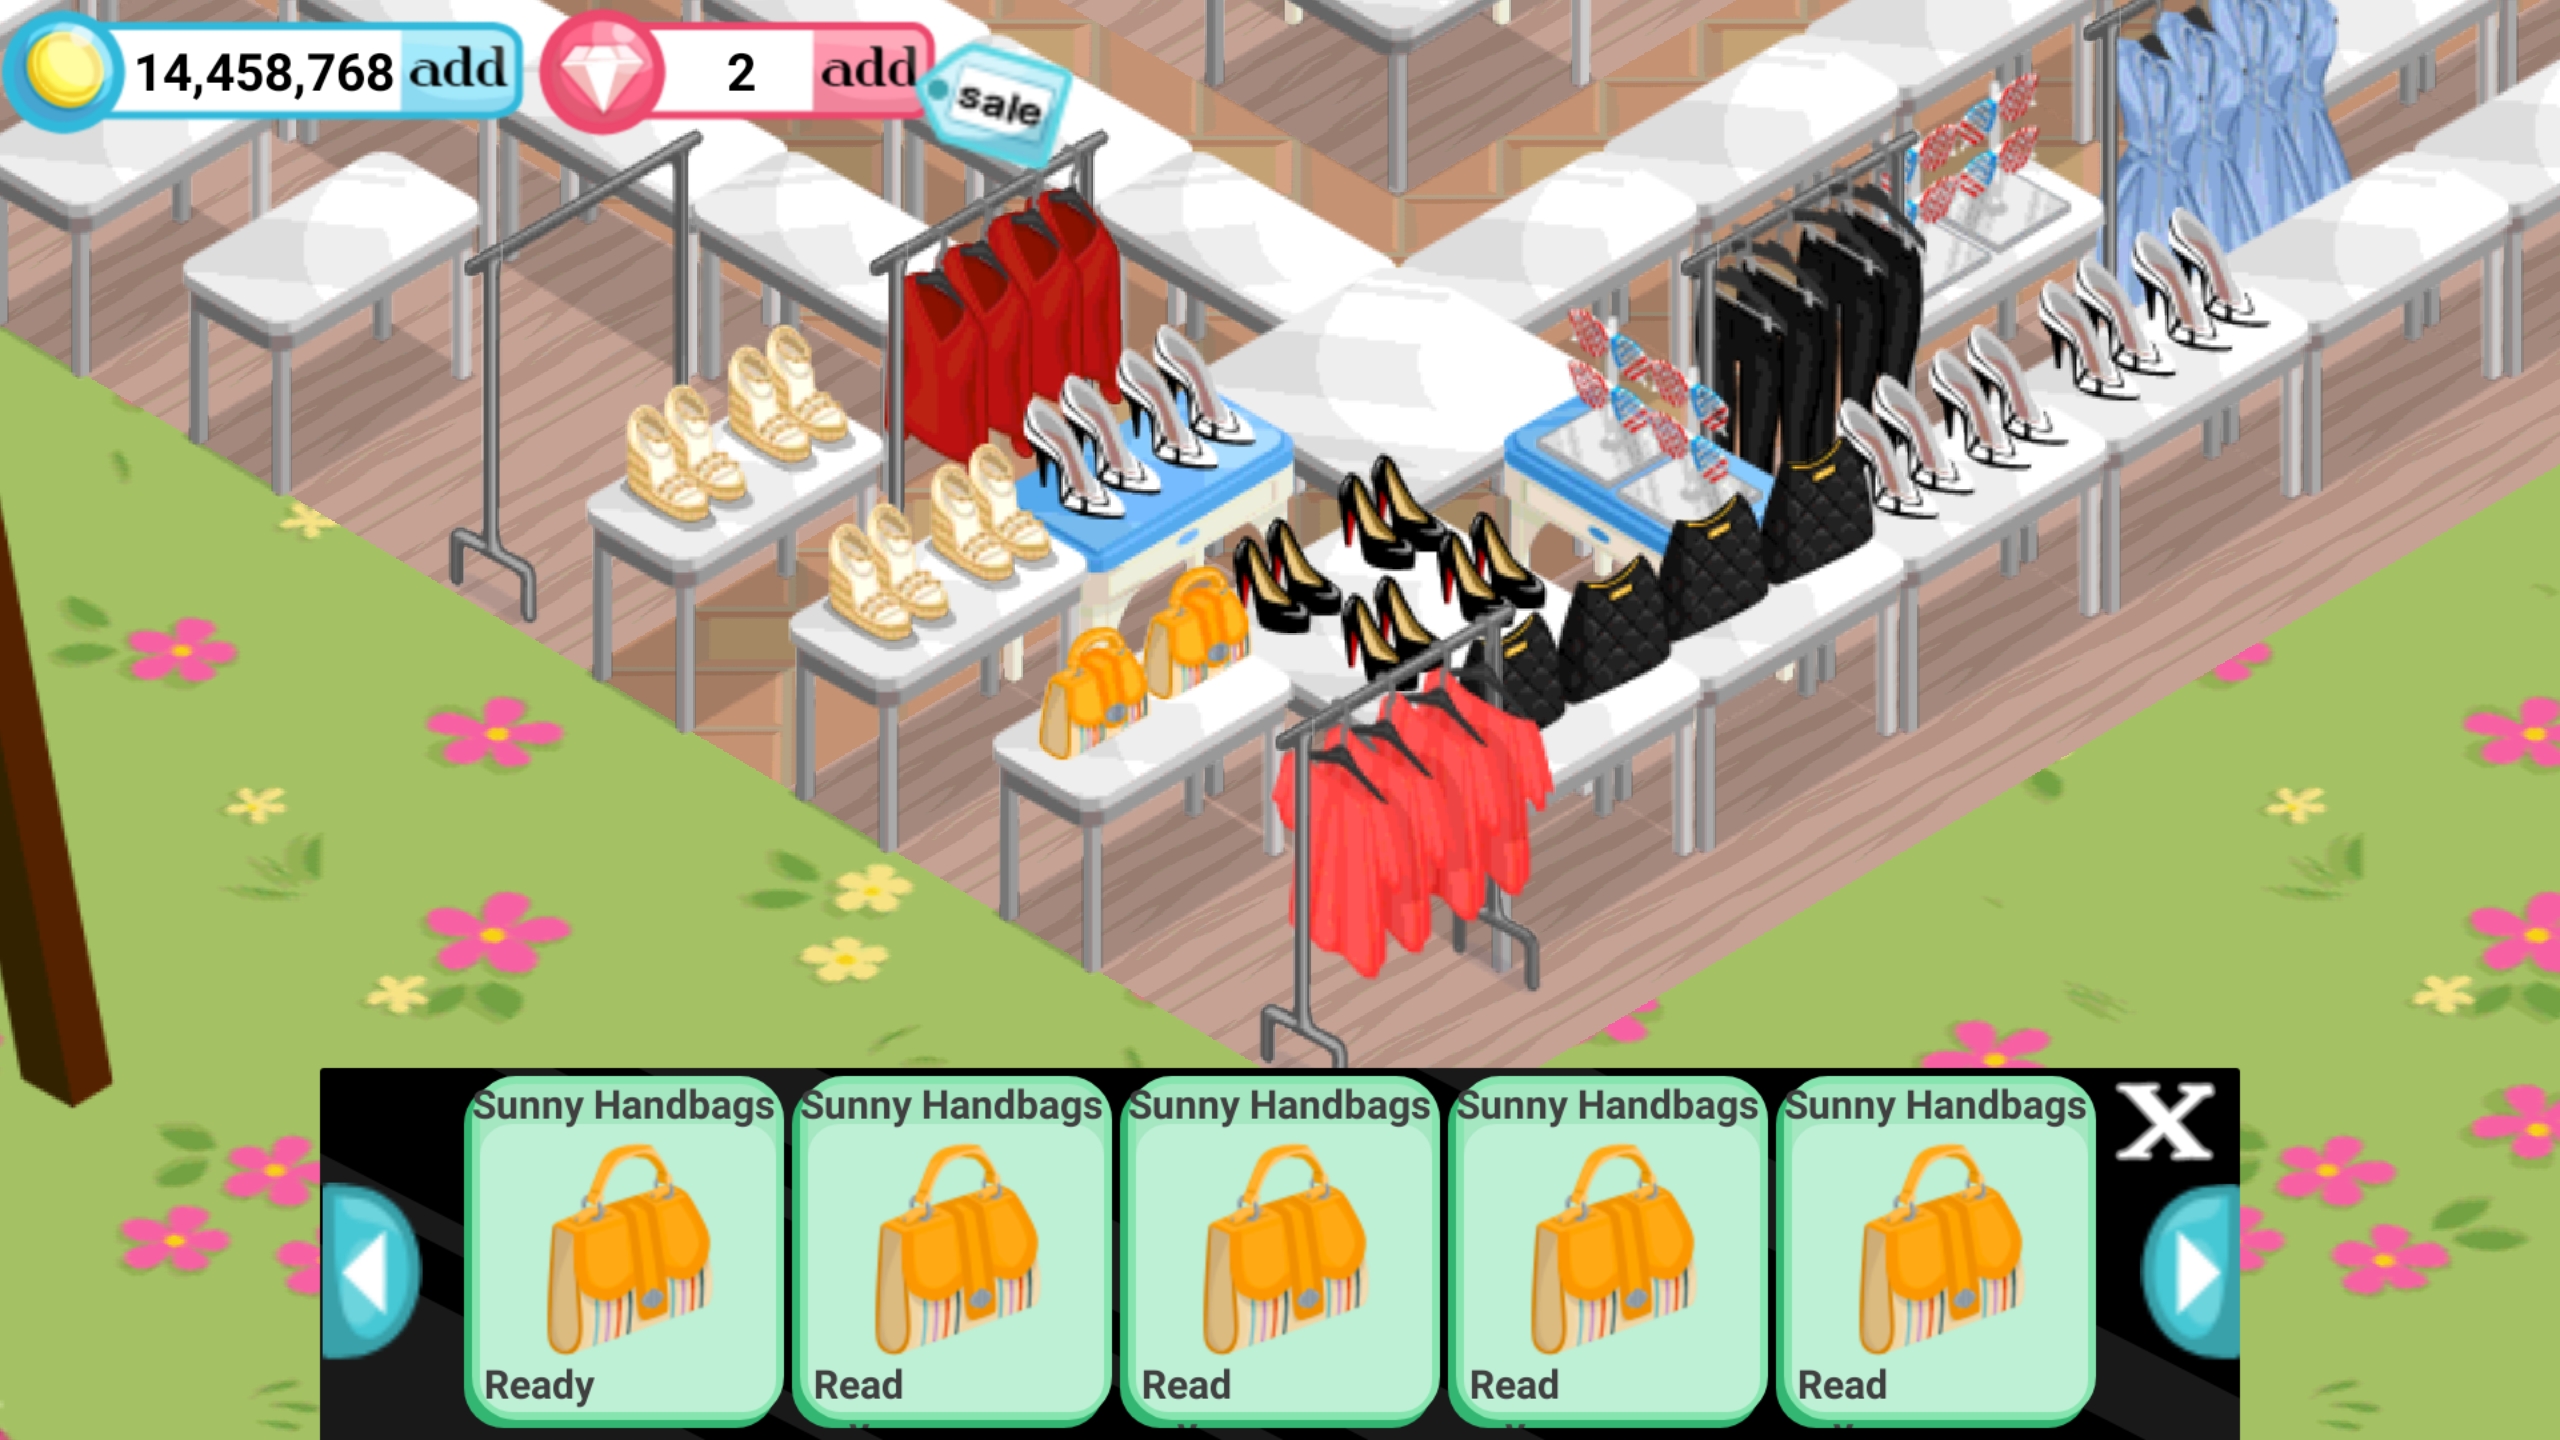 14,458,768 add
2 add
sale
Sunny Handbags Sunny Handbags Sunny Handbags Sunny Handbags Sunny Handbags
Ready Read Read Read Read
X